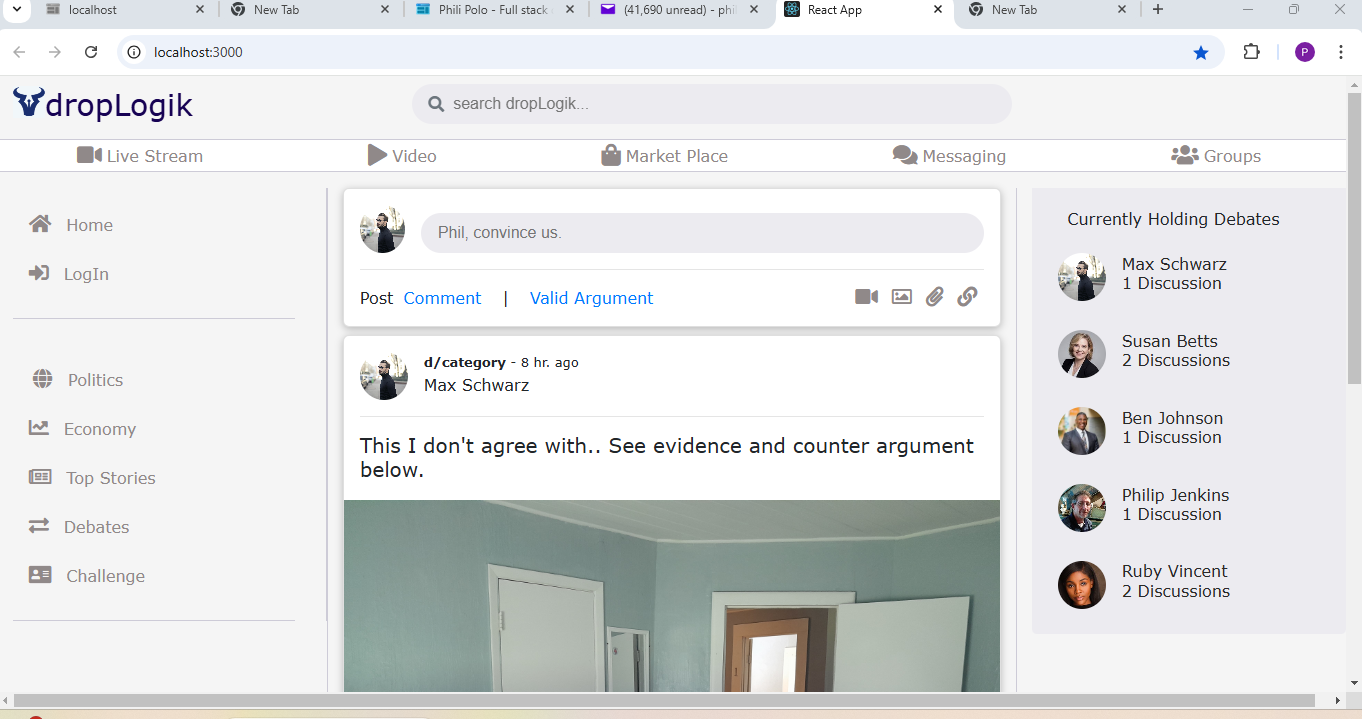 localhost
New Tab
Phili Polo - Full stack
(41,690 unread) - phi
React App
New Tab
localhost:3000
P
dropLogik
search dropLogik...
Live Stream
Video
Market Place
Messaging
Groups
Home
LogIn
Politics
Economy
Top Stories
Debates
Challenge
Phil, convince us.
Post Comment | Valid Argument
d/category - 8 hr. ago
Max Schwarz
This I don't agree with.. See evidence and counter argument
below.
Currently Holding Debates
Max Schwarz
1 Discussion
Susan Betts
2 Discussions
Ben Johnson
1 Discussion
Philip Jenkins
1 Discussion
Ruby Vincent
2 Discussions